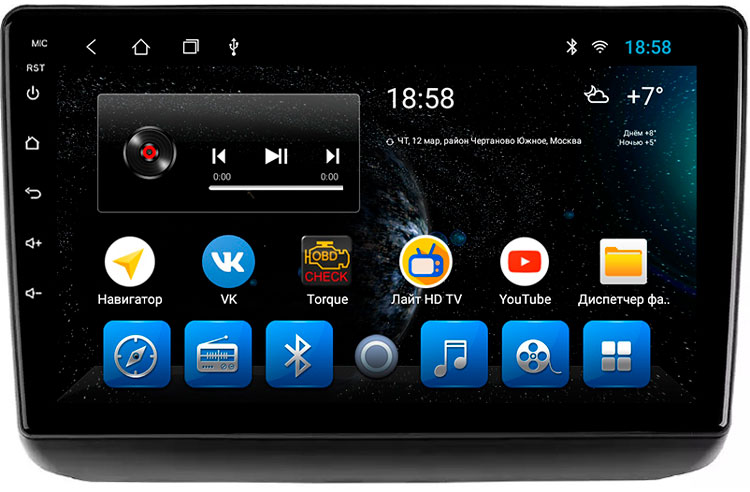 MIC
18:58
RST
18:58
+7°
ЧТ, 12 мар, район Чертаново Южное, Москва
Днём +8°
Ночью +5°
0:00
0:00
OBD
CHECK
Навигатор
VK
Torque
Лайт HD TV
YouTube
Диспетчер фа..